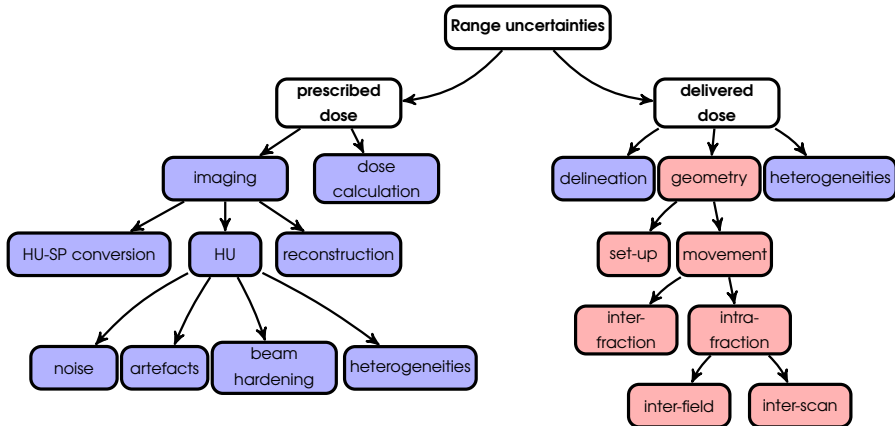 Range uncertainties
prescribed
dose
delivered
dose
imaging
dose
calculation
delineation
geometry
heterogeneities
HU-SP conversion
HU
reconstruction
set-up
movement
noise
artefacts
beam
hardening
heterogeneities
inter-
fraction
intra-
fraction
inter-field
inter-scan